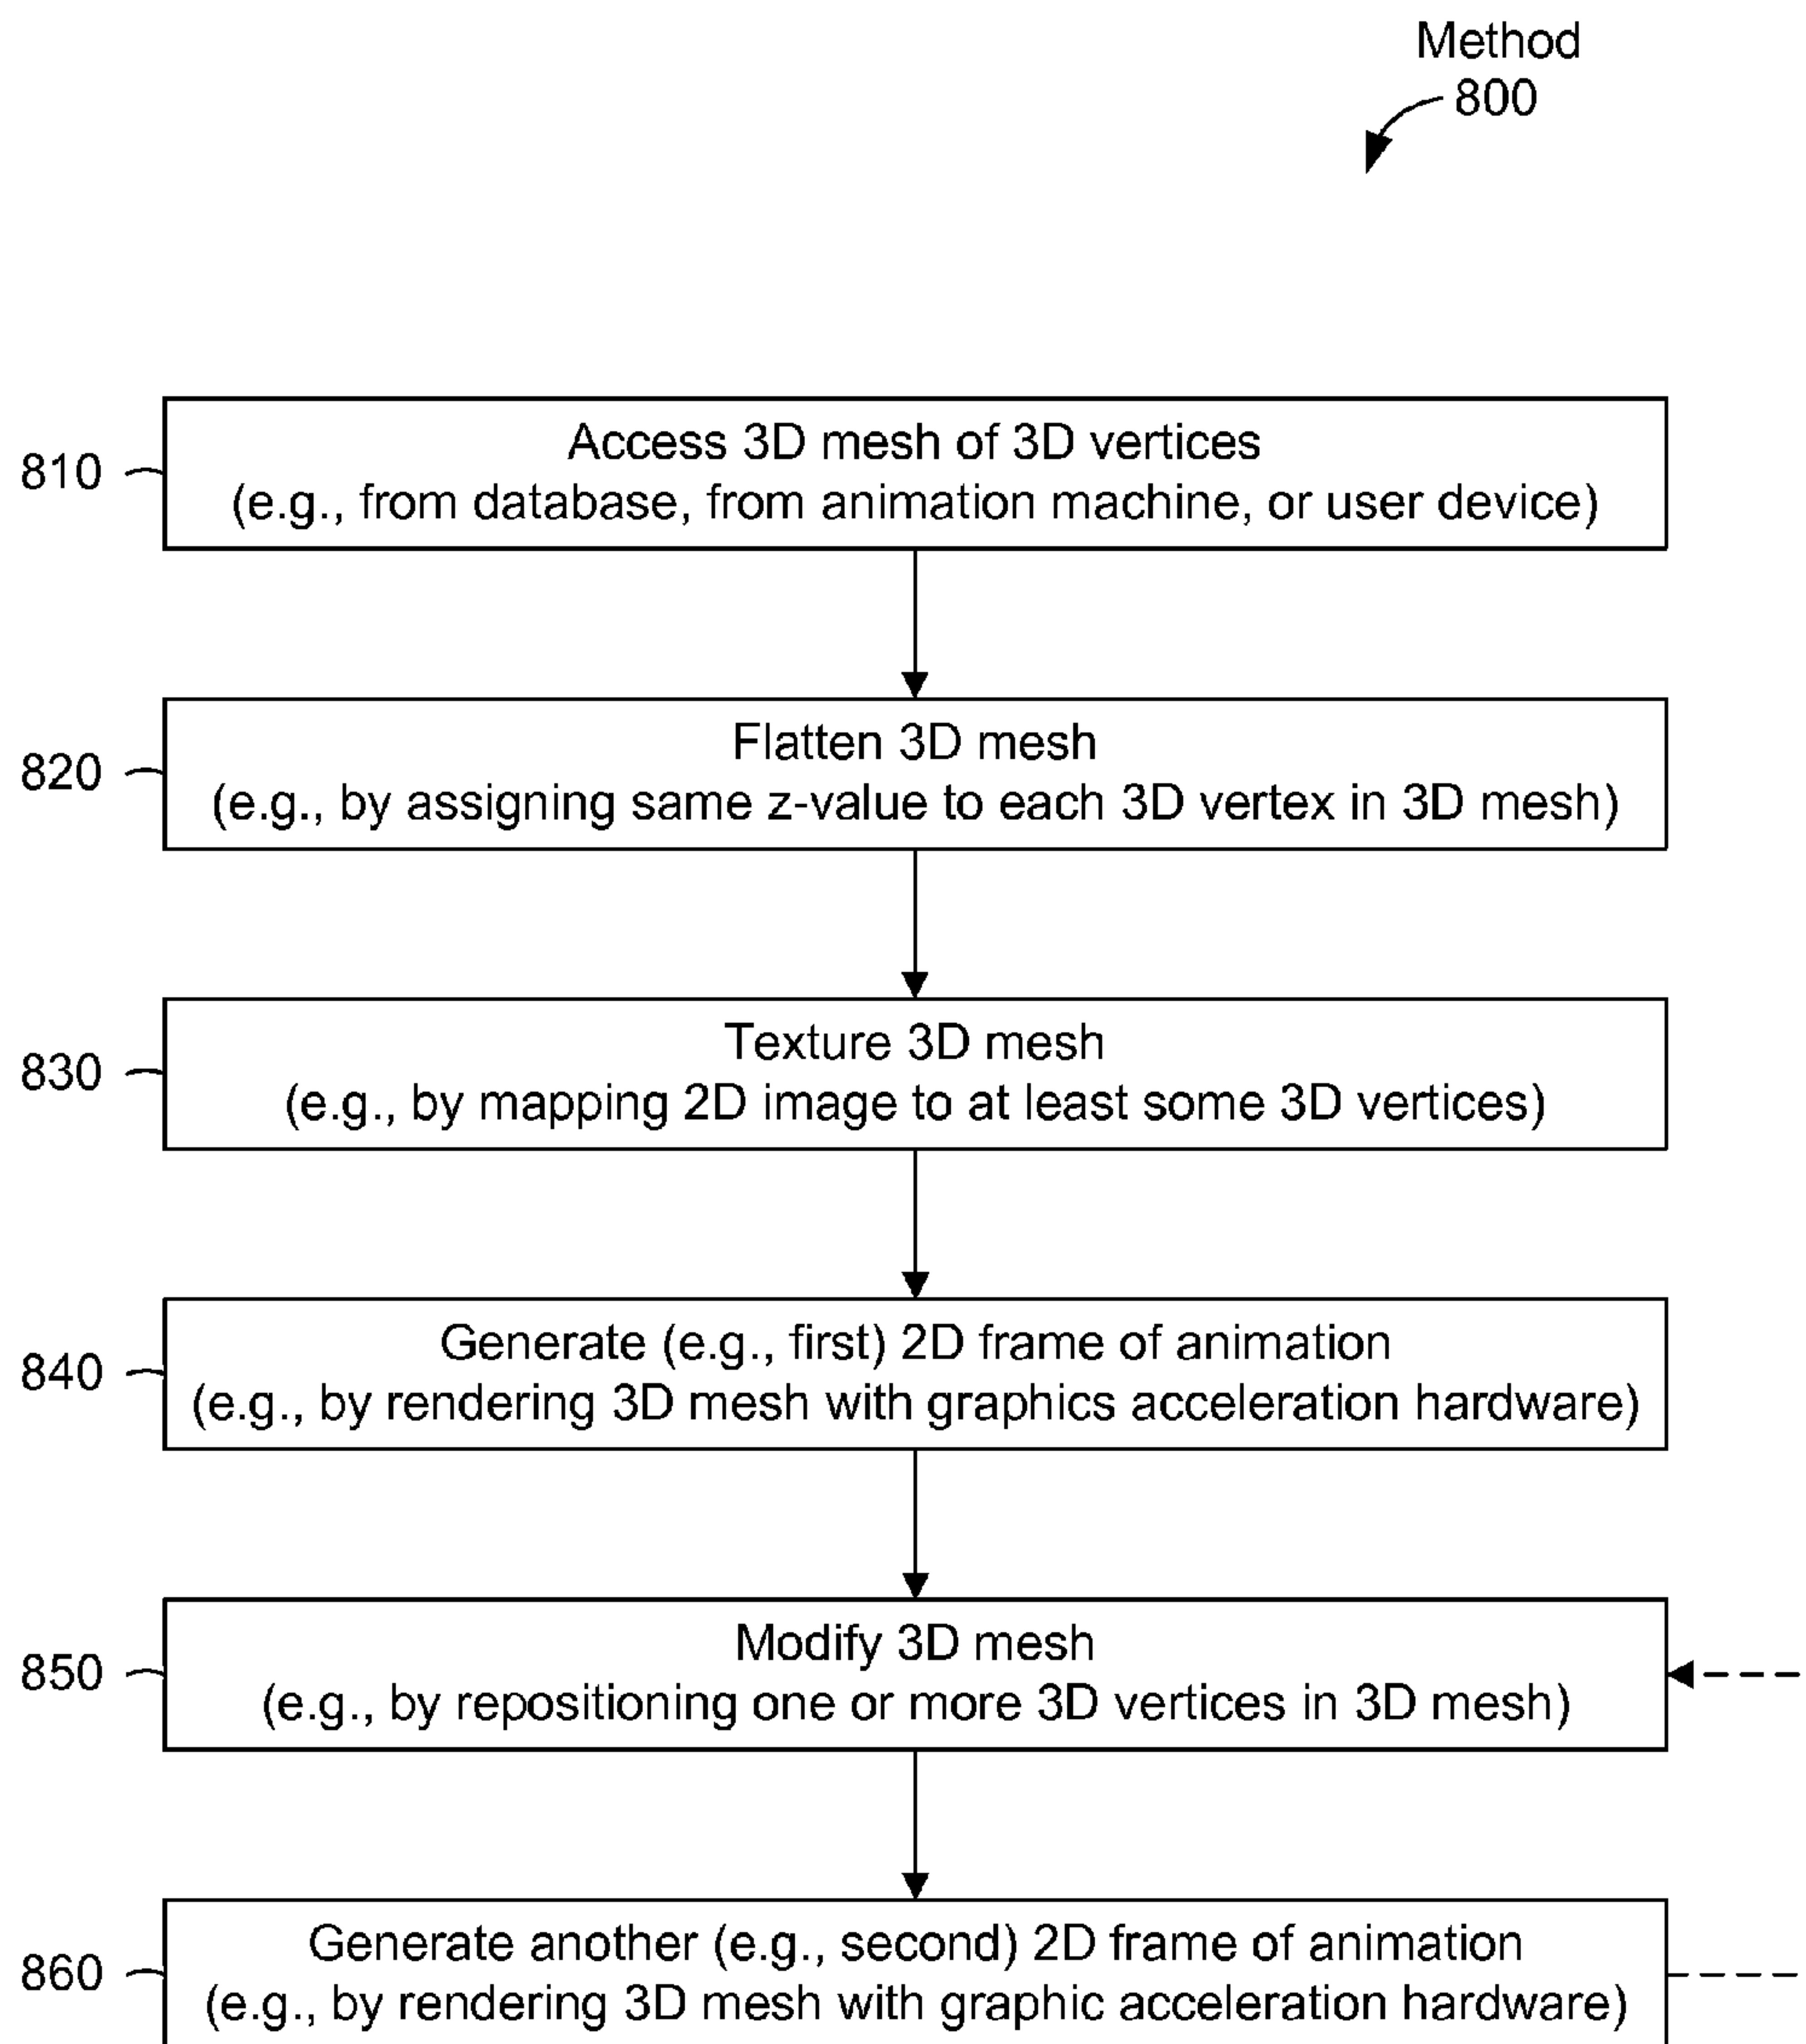 Method
800
810
Access 3D mesh of 3D vertices
(e.g., from database, from animation machine, or user device)
820
Flatten 3D mesh
(e.g., by assigning same z-value to each 3D vertex in 3D mesh)
830
Texture 3D mesh
(e.g., by mapping 2D image to at least some 3D vertices)
840
Generate (e.g., first) 2D frame of animation
(e.g., by rendering 3D mesh with graphics acceleration hardware)
850
Modify 3D mesh
(e.g., by repositioning one or more 3D vertices in 3D mesh)
860
Generate another (e.g., second) 2D frame of animation
(e.g., by rendering 3D mesh with graphic acceleration hardware)